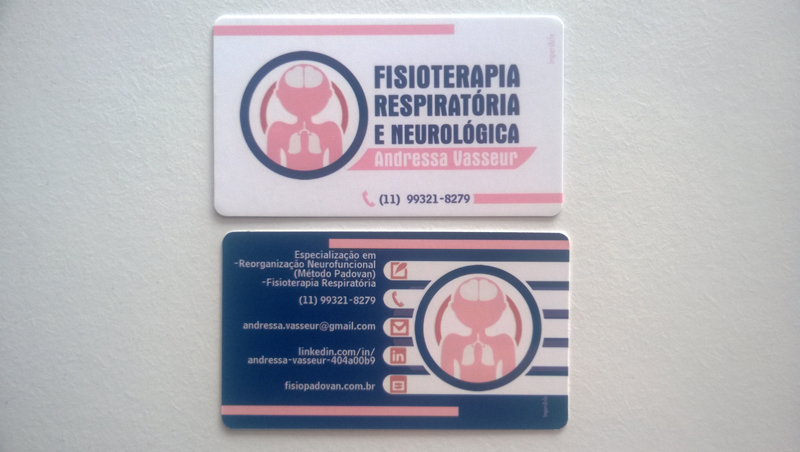 FISIOTERAPIA
RESPIRATÓRIA
E NEUROLÓGICA
Andressa Vasseur
(11) 99321-8279
Especialização em
-Reorganização Neurofuncional
(Método Padovan)
-Fisioterapia Respiratória
(11) 99321-8279
andressa.vasseur@gmail.com
linkedin.com/in/
andressa-vasseur-404a00b9
in
fisiopadovan.com.br